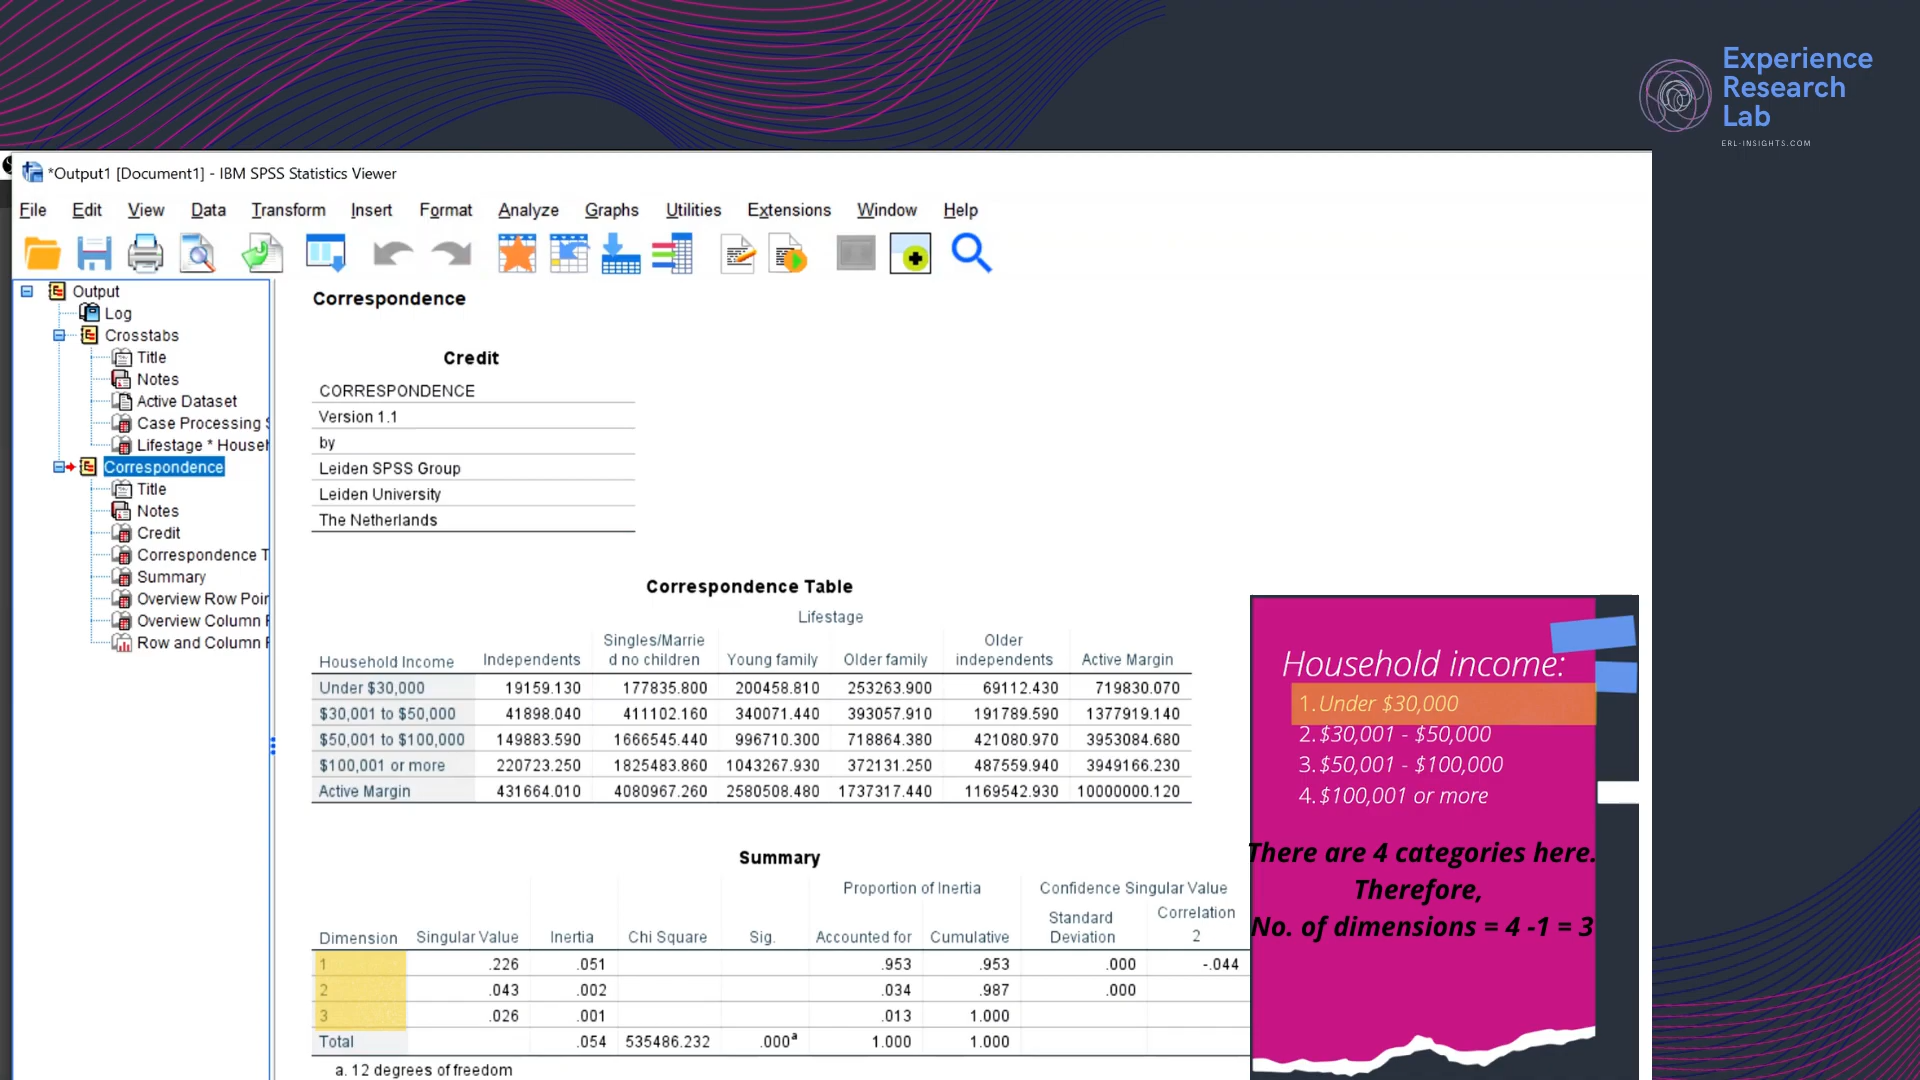 Experience
Research
Lab
ERL-INSIGHTS.COM
*Output1 [Document1] - IBM SPSS Statistics Viewer
File Edit View Data Transform Insert Format Analyze Graphs Utilities Extensions Window Help
Output
Log
Crosstabs
Title
Notes
Active Dataset
Case Processing S
Lifestage * Househ
Correspondence
Title
Notes
Credit
Correspondence T
Summary
Overview Row Poin
Overview Column P
Row and Column P
Correspondence
Credit
CORRESPONDENCE
Version 1.1
by
Leiden SPSS Group
Leiden University
The Netherlands
Correspondence Table
Lifestage
Household Income Independents Singles/Marrie d no children Young family Older family Older independents Active Margin
Under $30,000 19159.130 177835.800 200458.810 253263.900 69112.430 719830.070
$30,001 to $50,000 41898.040 411102.160 340071.440 393057.910 191789.590 1377919.140
$50,001 to $100,000 149883.590 1666545.440 996710.300 718864.380 421080.970 3953084.680
$100,001 or more 220723.250 1825483.860 1043267.930 372131.250 487559.940 3949166.230
Active Margin 431664.010 4080967.260 2580508.480 1737317.440 1169542.930 10000000.120
Summary
Proportion of Inertia Confidence Singular Value
Dimension Singular Value Inertia Chi Square Sig. Accounted for Cumulative Standard Deviation Correlation 2
1 .226 .051 .953 .953 .000 -.044
2 .043 .002 .034 .987 .000
3 .026 .001 .013 1.000
Total .054 535486.232 .000a 1.000 1.000
a. 12 degrees of freedom
Household income:
1. Under $30,000
2. $30,001 - $50,000
3. $50,001 - $100,000
4. $100,001 or more
There are 4 categories here.
Therefore,
No. of dimensions = 4 -1 = 3